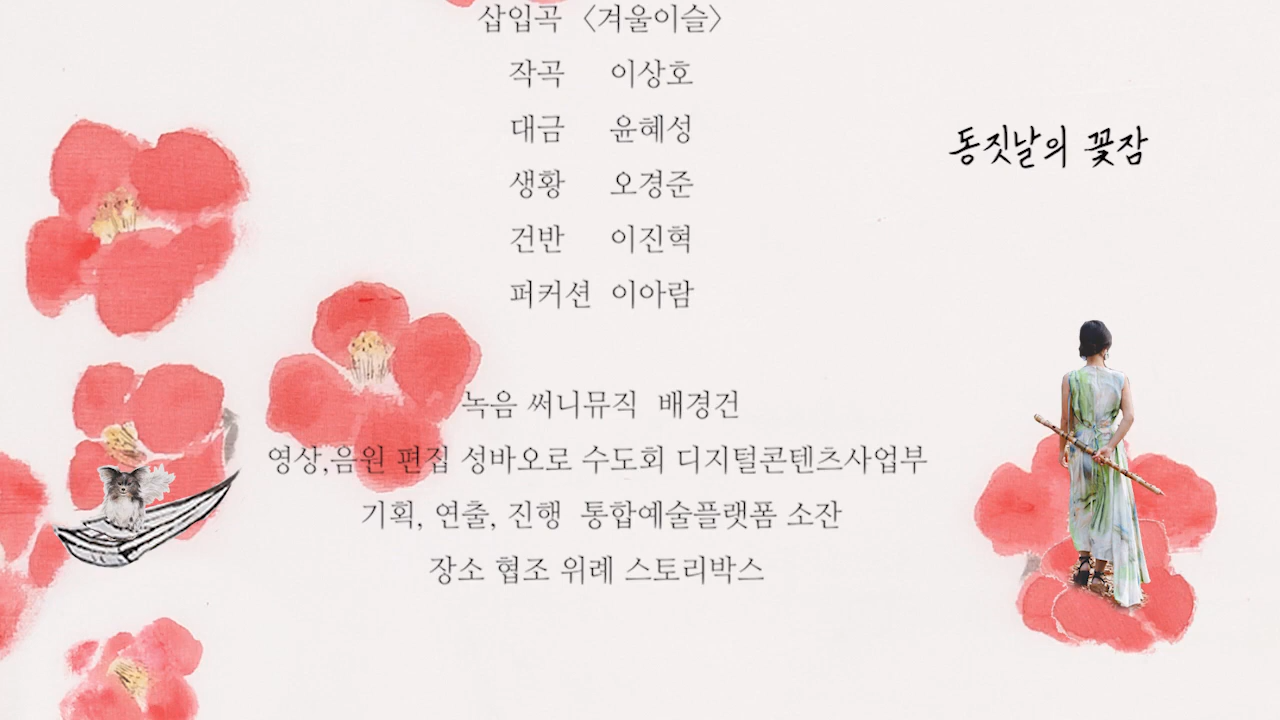 삽입곡 〈겨울이슬〉
작곡 이상호
대금 윤혜성
생황 오경준
건반 이진혁
퍼커션 이아람
녹음 써니뮤직 배경건
영상,음원 편집 성바오로 수도회 디지털콘텐츠사업부
기획, 연출, 진행 통합예술플랫폼 소잔
장소 협조 위례 스토리박스
동짓날의 꽃잠